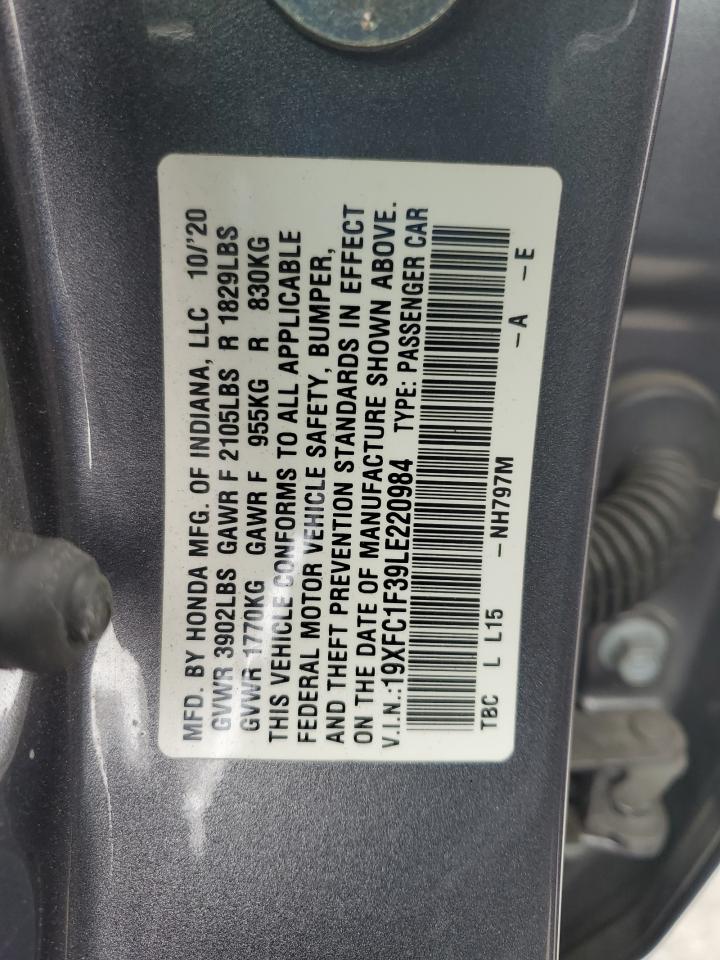 MFD. BY HONDA MFG. OF INDIANA, LLC 10/'20
GVWR 3902LBS GAWR F 2105LBS R 1829LBS
GVWR 1770KG GAWR F 955KG R 830KG
THIS VEHICLE CONFORMS TO ALL APPLICABLE
FEDERAL MOTOR VEHICLE SAFETY, BUMPER,
AND THEFT PREVENTION STANDARDS IN EFFECT
ON THE DATE OF MANUFACTURE SHOWN ABOVE.
V.I.N.:19XFC1F39LE220984 TYPE: PASSENGER CAR
TBC L L15 -NH797M -A -E